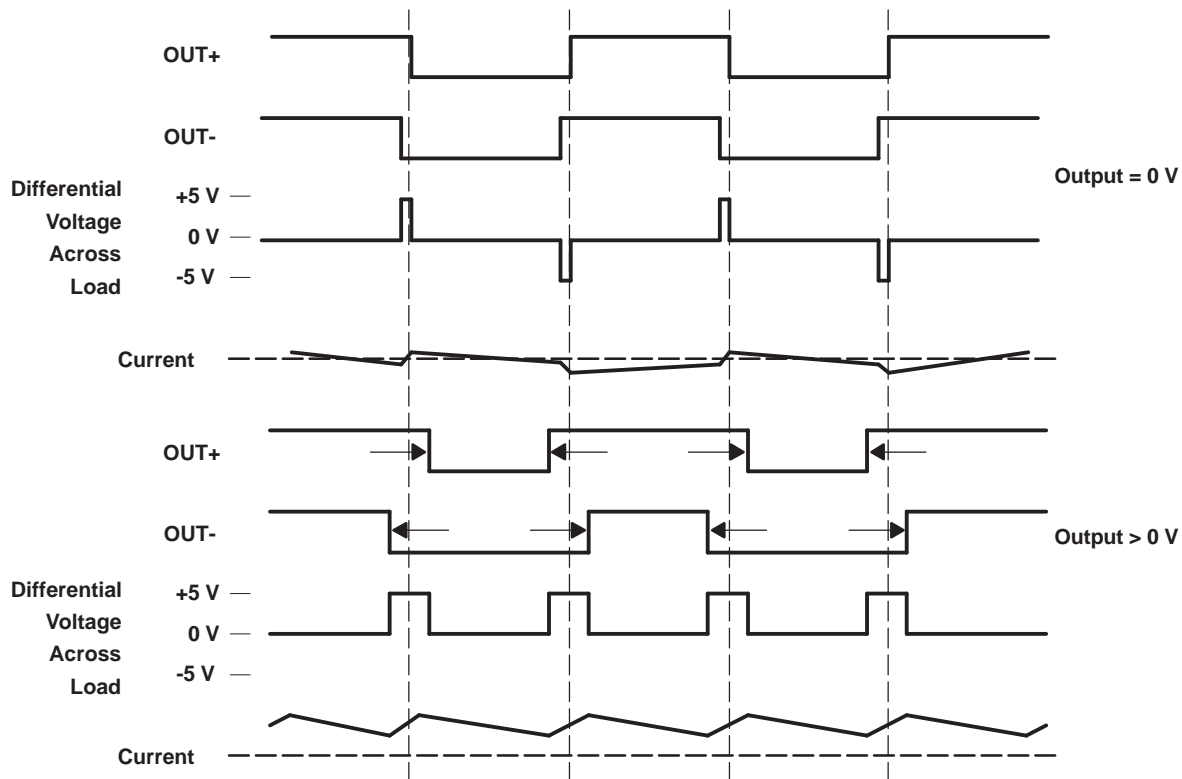 OUT+
OUT-
Output = 0 V
Differential
Voltage
Across
Load
+5 V
0 V
-5 V
Current
OUT+
OUT-
Output > 0 V
Differential
Voltage
Across
Load
+5 V
0 V
-5 V
Current